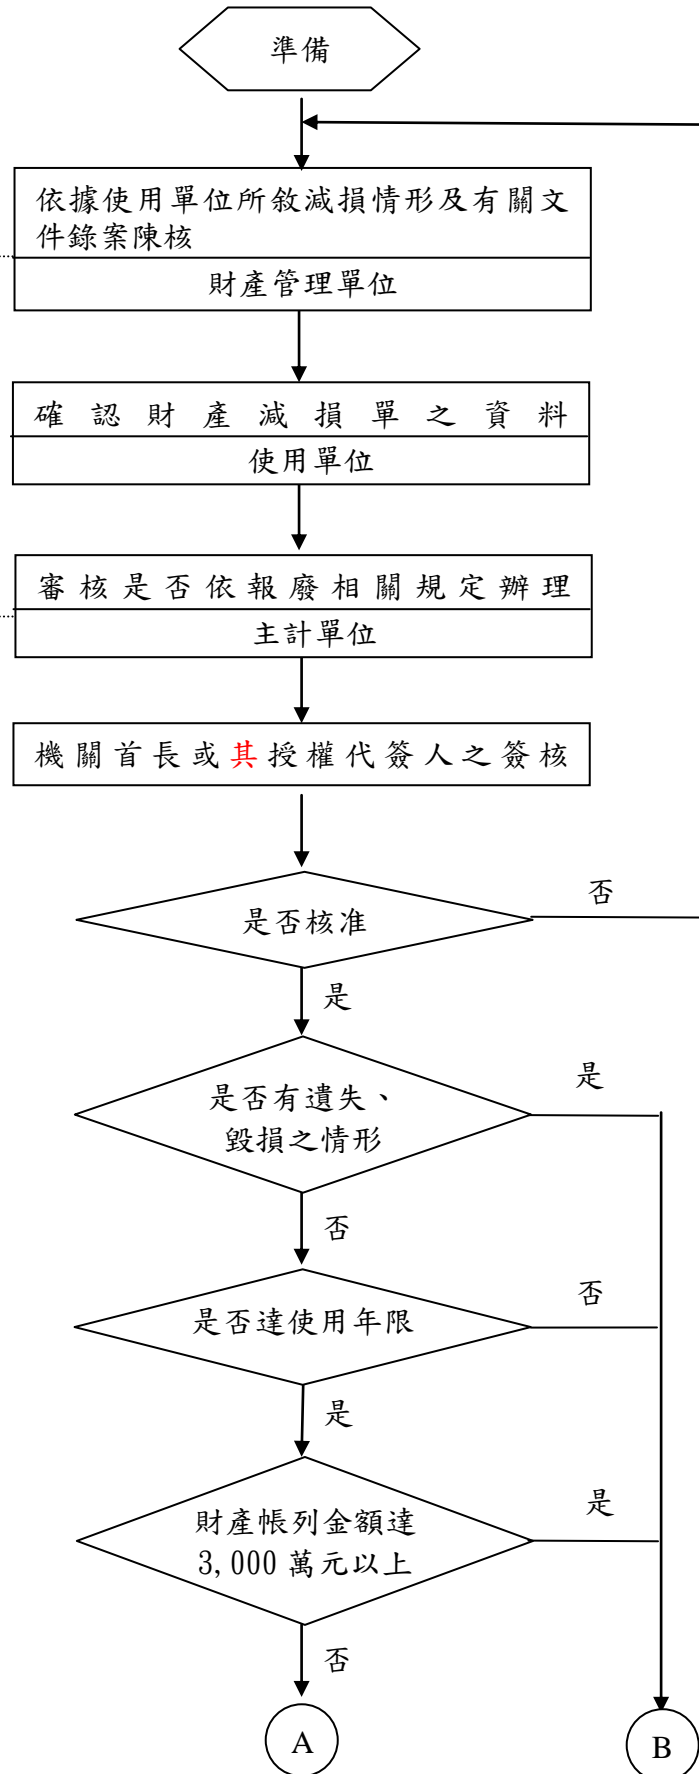 準備
依據使用單位所敘減損情形及有關文
件錄案陳核
財產管理單位
確認財產減損單之資料
使用單位
審核是否依報廢相關規定辦理
主計單位
機關首長或其授權代簽人之簽核
是否核准
否
是
是否有遺失、
毀損之情形
是
否
是否達使用年限
否
是
財產帳列金額達
3,000 萬元以上
是
否
A
B